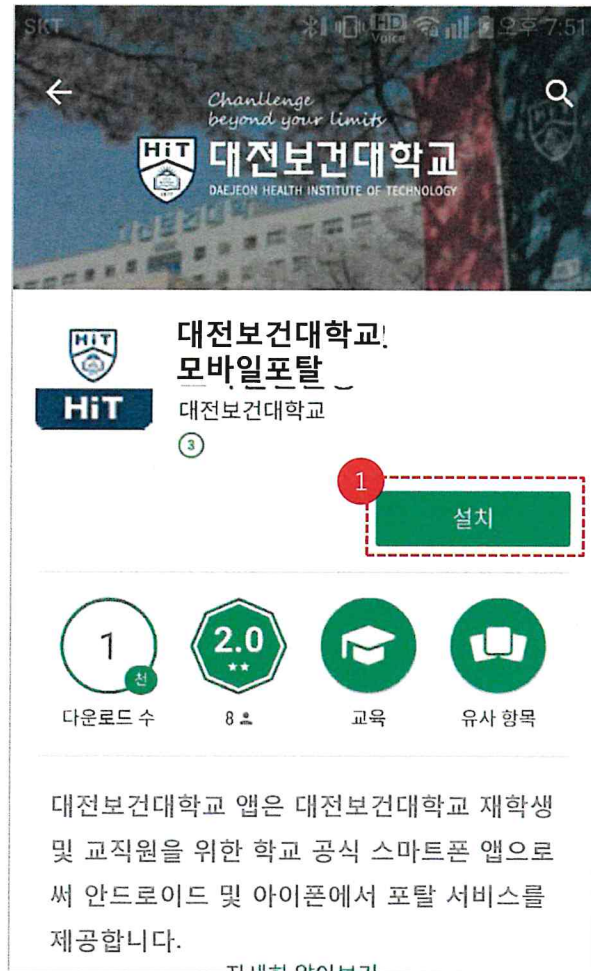 SKT HD Voice 오후 7:51
Chanllenge
beyond your limits
HiT 대전보건대학교
DAEJEON HEALTH INSTITUTE OF TECHNOLOGY
HiT
대전보건대학교
모바일포탈
HiT
대전보건대학교
3
1
설치
1 천
2.0
다운로드 수
8
교육
유사 항목
대전보건대학교 앱은 대전보건대학교 재학생
및 교직원을 위한 학교 공식 스마트폰 앱으로
써 안드로이드 및 아이폰에서 포탈 서비스를
제공합니다.